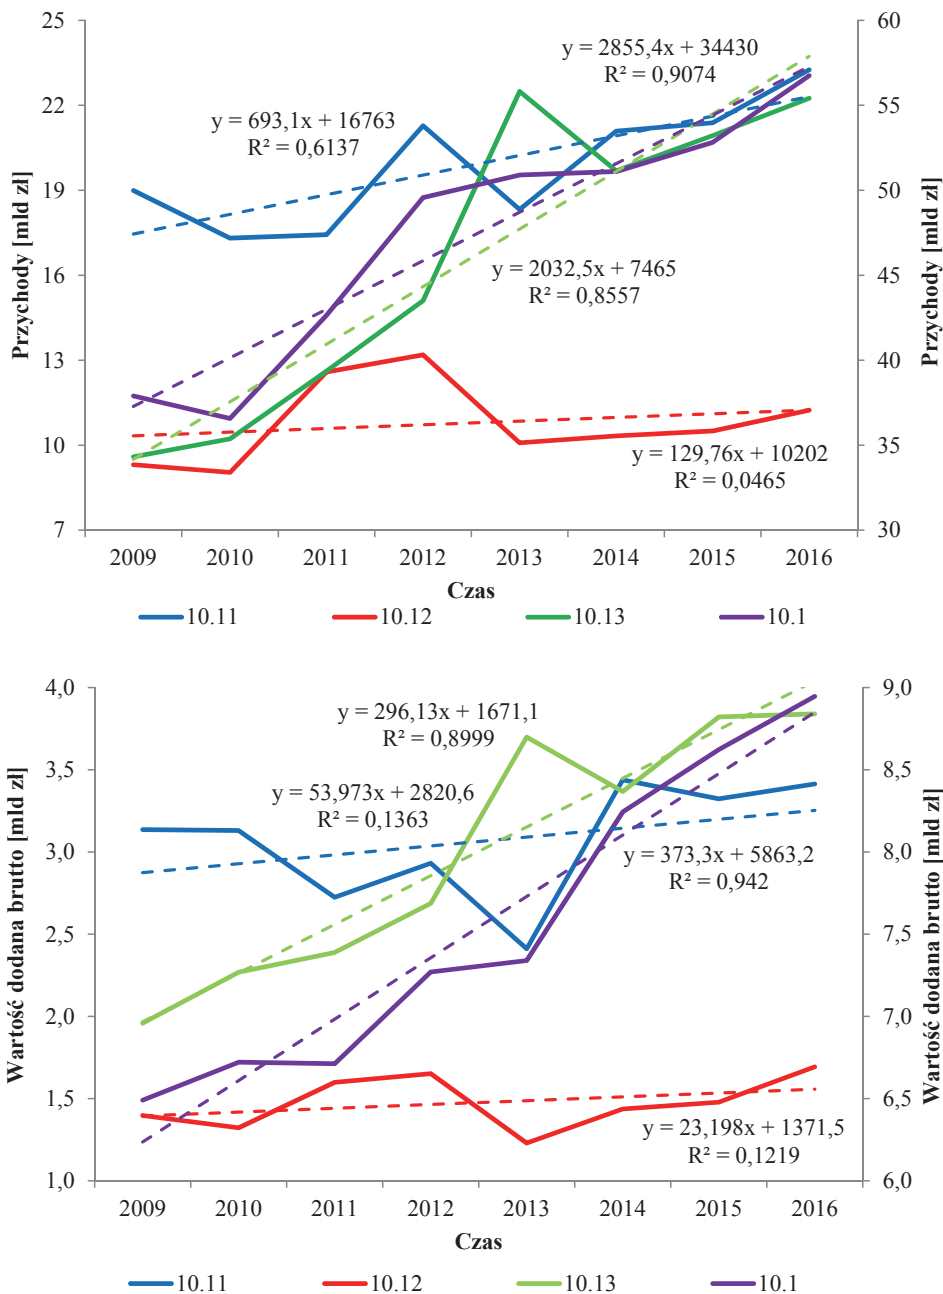 25
60
y = 2855,4x + 34430
R² = 0,9074
22
55
y = 693,1x + 16763
R² = 0,6137
19
50
Przychody [mld zł]
Przychody [mld zł]
16
45
y = 2032,5x + 7465
R² = 0,8557
13
40
10
35
y = 129,76x + 10202
R² = 0,0465
7
30
2009 2010 2011 2012 2013 2014 2015 2016
Czas
10.11 10.12 10.13 10.1
4,0
9,0
y = 296,13x + 1671,1
R² = 0,8999
3,5
8,5
y = 53,973x + 2820,6
R² = 0,1363
3,0
8,0
y = 373,3x + 5863,2
R² = 0,942
Wartość dodana brutto [mld zł]
Wartość dodana brutto [mld zł]
2,5
7,5
2,0
7,0
1,5
6,5
y = 23,198x + 1371,5
R² = 0,1219
1,0
6,0
2009 2010 2011 2012 2013 2014 2015 2016
Czas
10.11 10.12 10.13 10.1